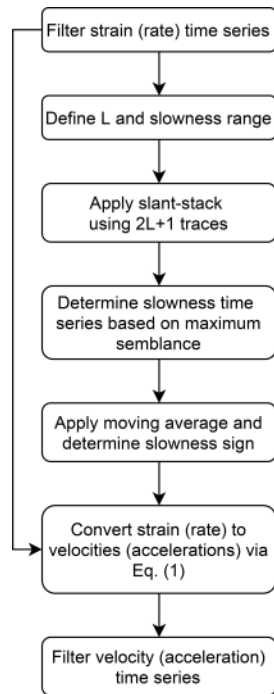 Filter strain (rate) time series
Define L and slowness range
Apply slant-stack
using 2L+1 traces
Determine slowness time
series based on maximum
semblance
Apply moving average and
determine slowness sign
Convert strain (rate) to
velocities (accelerations) via
Eq. (1)
Filter velocity (acceleration)
time series